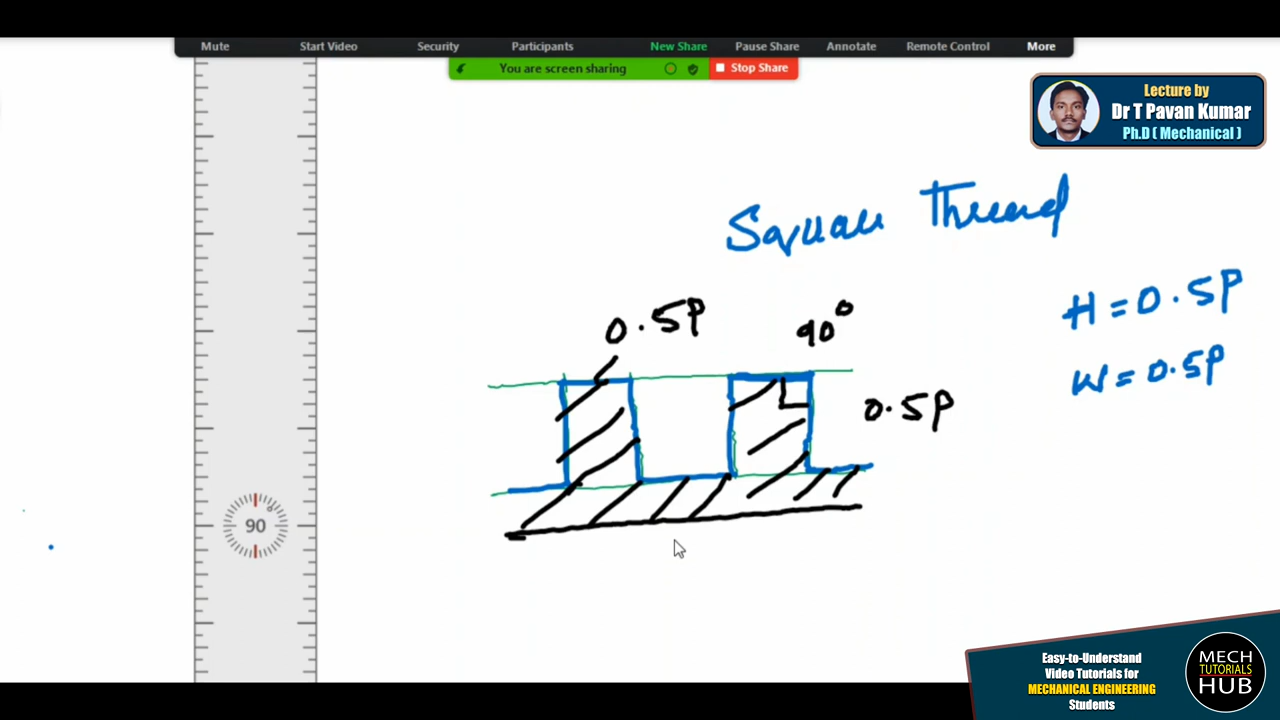 Mute Start Video Security Participants New Share Pause Share Annotate Remote Control More
You are screen sharing Stop Share
Lecture by
Dr T Pavan Kumar
Ph.D ( Mechanical )
Square Thread
H = 0.5P
W = 0.5P
0.5P
90°
0.5P
90
Easy-to-Understand
Video Tutorials for
MECHANICAL ENGINEERING
Students
MECH
TUTORIALS
HUB